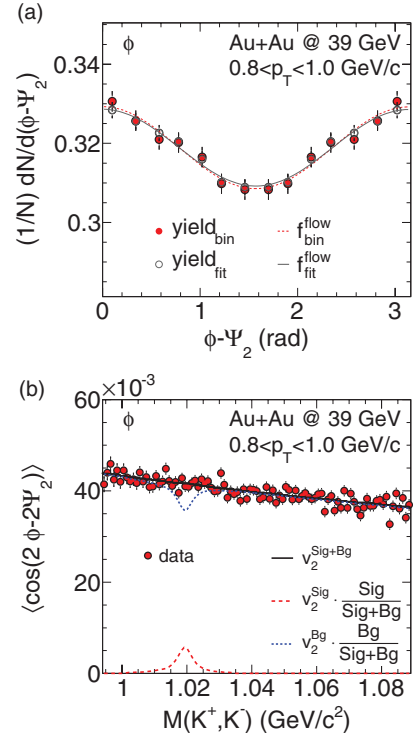 (a)
ϕ Au+Au @ 39 GeV
0.8<p_T<1.0 GeV/c
0.34
0.32
0.3
(1/N) dN/d(ϕ-Ψ_2)
yield_bin f_bin^flow
yield_fit f_fit^flow
0 1 2 3
ϕ-Ψ_2 (rad)
(b)
×10^-3
60
40
20
0
⟨cos(2 ϕ-2Ψ_2)⟩
ϕ Au+Au @ 39 GeV
0.8<p_T<1.0 GeV/c
data
v_2^Sig+Bg
v_2^Sig · Sig/Sig+Bg
v_2^Bg · Bg/Sig+Bg
1 1.02 1.04 1.06 1.08
M(K^+,K^-) (GeV/c^2)